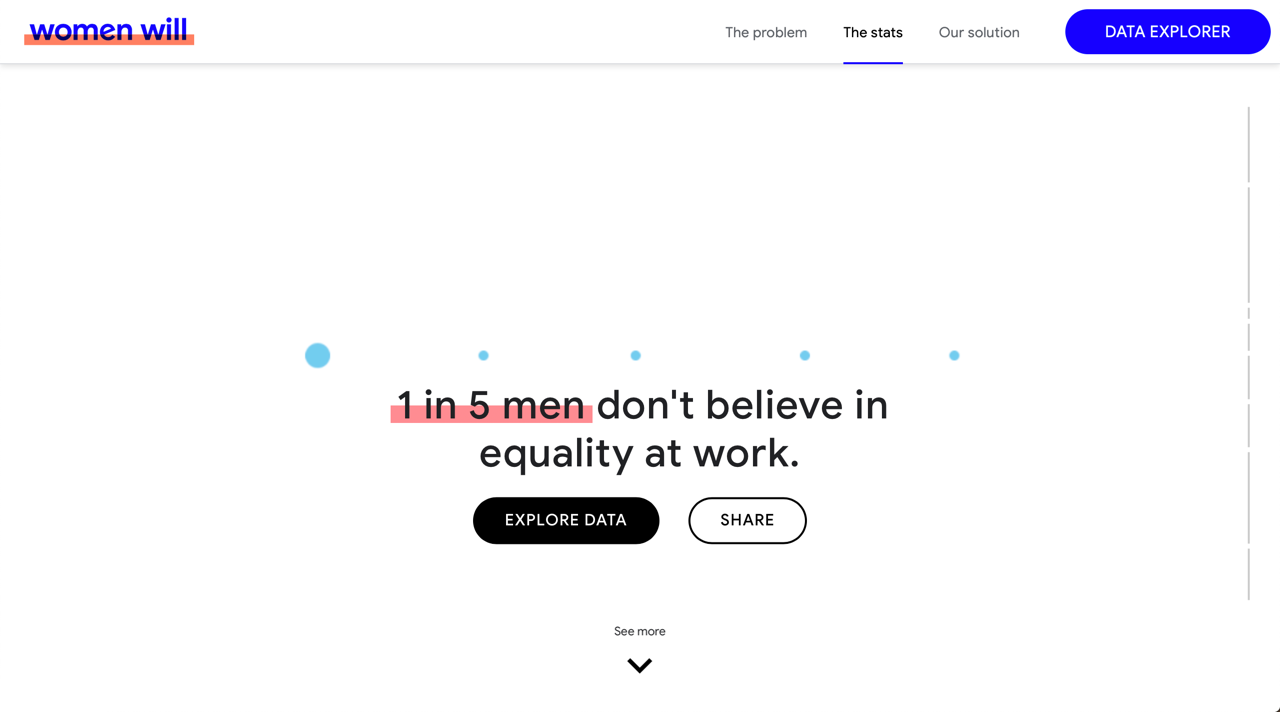 women will
The problem
The stats
Our solution
DATA EXPLORER
1 in 5 men don't believe in
equality at work.
EXPLORE DATA
SHARE
See more